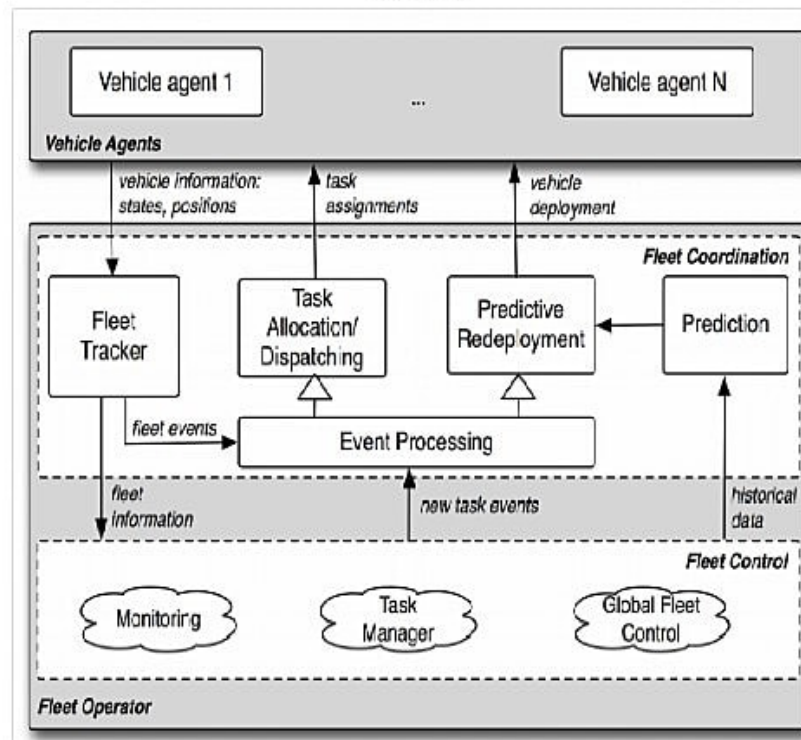 Vehicle agent 1
...
Vehicle agent N
Vehicle Agents
vehicle information:
states, positions
task
assignments
vehicle
deployment
Fleet Coordination
Fleet
Tracker
Task
Allocation/
Dispatching
Predictive
Redeployment
Prediction
fleet events
Event Processing
fleet
information
new task events
historical
data
Fleet Control
Monitoring
Task
Manager
Global Fleet
Control
Fleet Operator